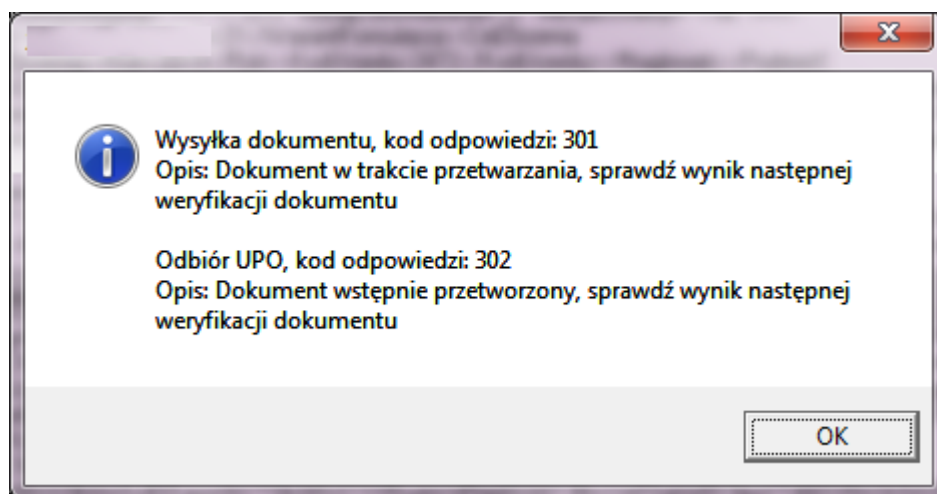 Wysyłka dokumentu, kod odpowiedzi: 301
Opis: Dokument w trakcie przetwarzania, sprawdź wynik następnej
weryfikacji dokumentu
Odbiór UPO, kod odpowiedzi: 302
Opis: Dokument wstępnie przetworzony, sprawdź wynik następnej
weryfikacji dokumentu
OK